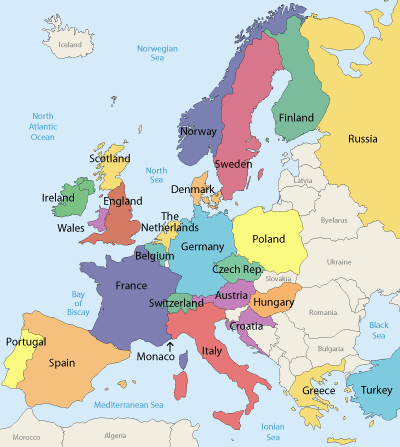 Iceland
Norwegian
Sea
North
Atlantic
Ocean
Norway
Finland
Russia
Sweden
Scotland
North
Sea
Latvia
Denmark
Ireland
England
Byelarus
Wales
The
Netherlands
Poland
Germany
Belgium
Ukraine
Czech Rep.
Slovakia
France
Austria
Bay
of
Biscay
Switzerland
Hungary
Romania
Croatia
Black
Sea
Portugal
Monaco
Italy
Bulgaria
Spain
Greece
Turkey
Mediterranean Sea
Ionian
Sea
Morocco
Algeria